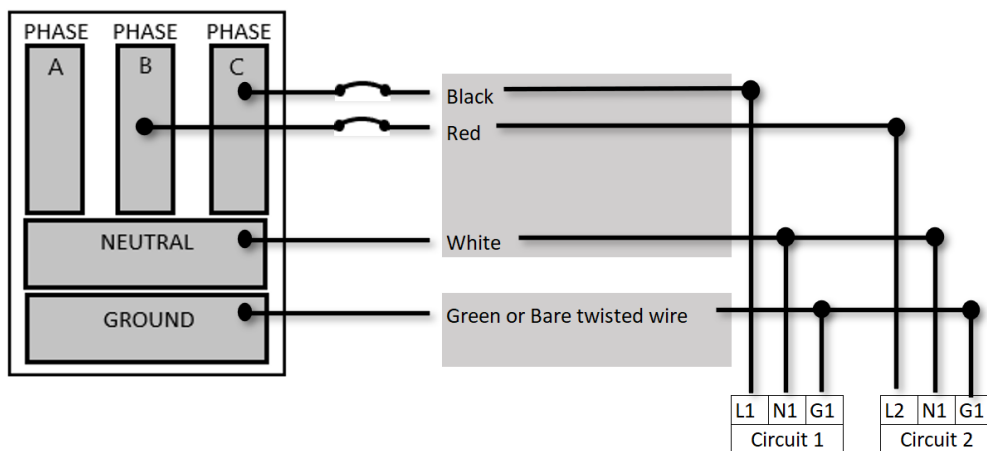 PHASE PHASE PHASE
A B C
Black
Red
NEUTRAL White
GROUND Green or Bare twisted wire
L1 N1 G1 L2 N1 G1
Circuit 1 Circuit 2